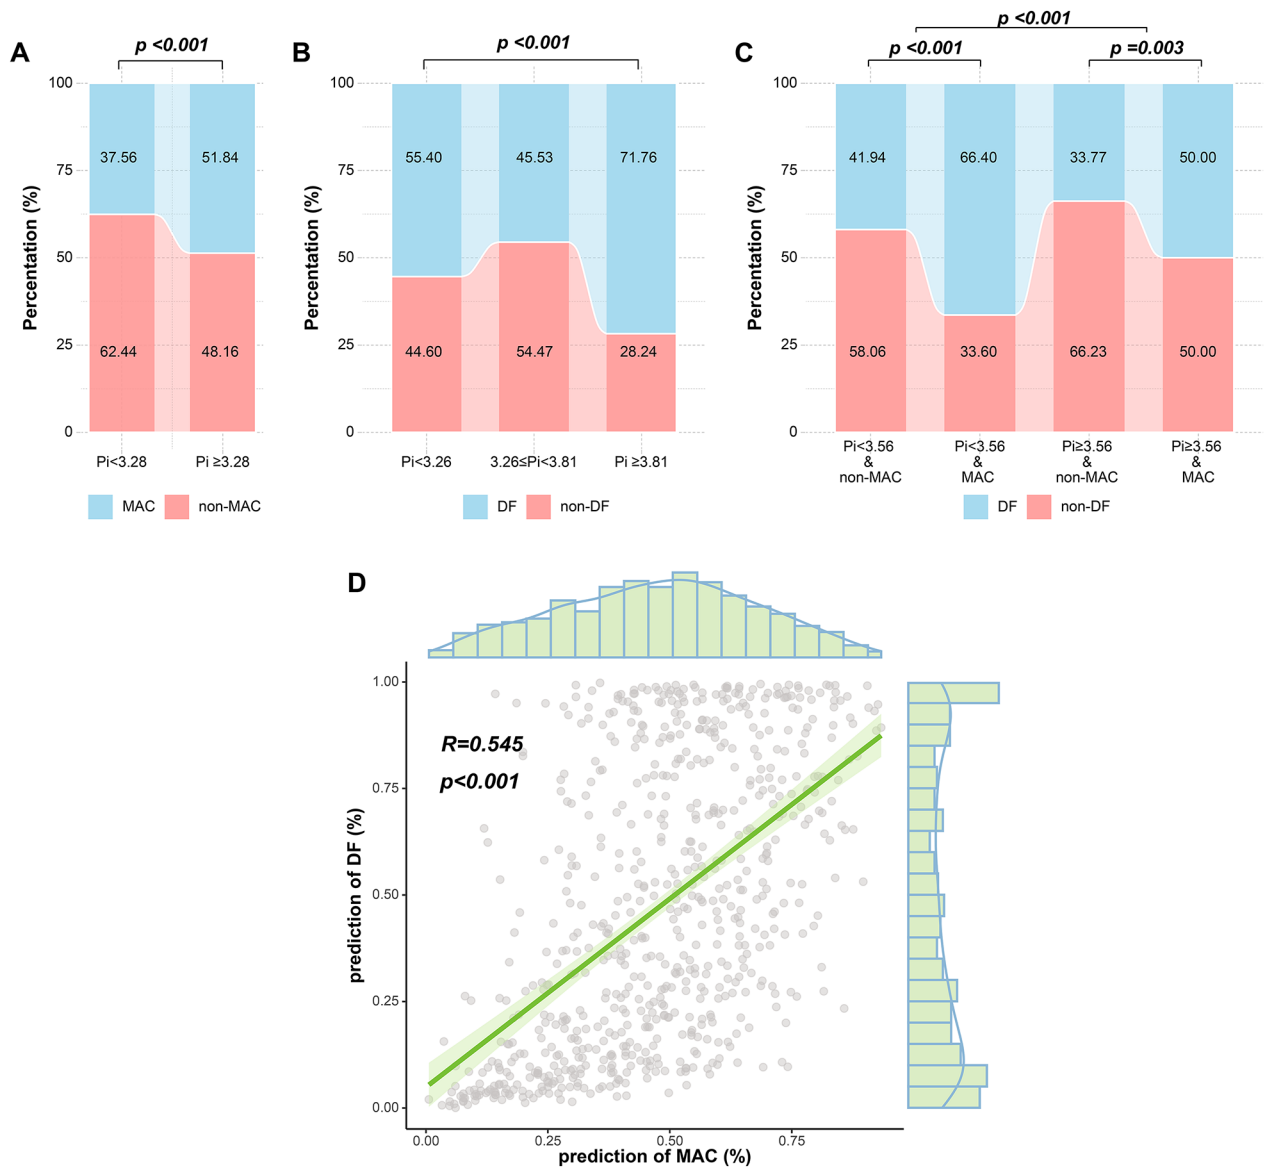 A
p <0.001
Percentation (%)
100
75
50
25
0
37.56
51.84
62.44
48.16
Pi<3.28
Pi ≥3.28
MAC
non-MAC
B
p <0.001
Percentation (%)
100
75
50
25
0
55.40
45.53
71.76
44.60
54.47
28.24
Pi<3.26
3.26≤Pi<3.81
Pi ≥3.81
DF
non-DF
C
p <0.001
p <0.001
p =0.003
Percentation (%)
100
75
50
25
0
41.94
66.40
33.77
50.00
58.06
33.60
66.23
50.00
Pi<3.56
&
non-MAC
Pi<3.56
&
MAC
Pi≥3.56
&
non-MAC
Pi≥3.56
&
MAC
DF
non-DF
D
R=0.545
p<0.001
prediction of DF (%)
1.00
0.75
0.50
0.25
0.00
0.00
0.25
0.50
0.75
prediction of MAC (%)